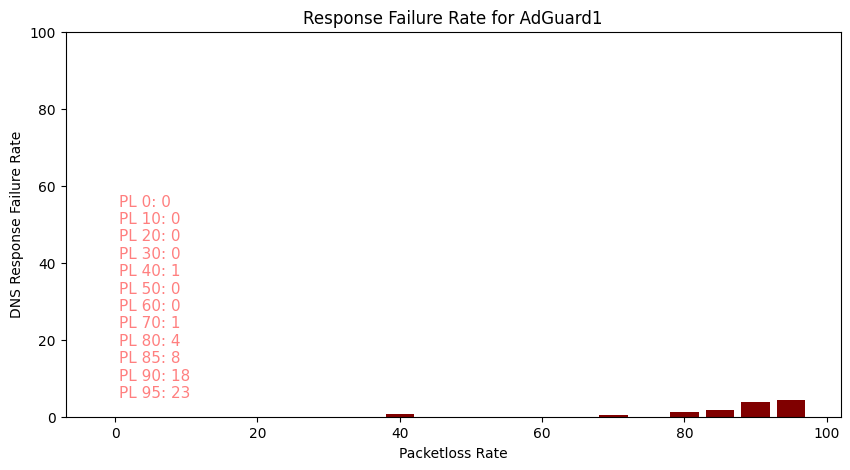 Response Failure Rate for AdGuard1
100
80
60
40
20
0
DNS Response Failure Rate
PL 0: 0
PL 10: 0
PL 20: 0
PL 30: 0
PL 40: 1
PL 50: 0
PL 60: 0
PL 70: 1
PL 80: 4
PL 85: 8
PL 90: 18
PL 95: 23
0 20 40 60 80 100
Packetloss Rate